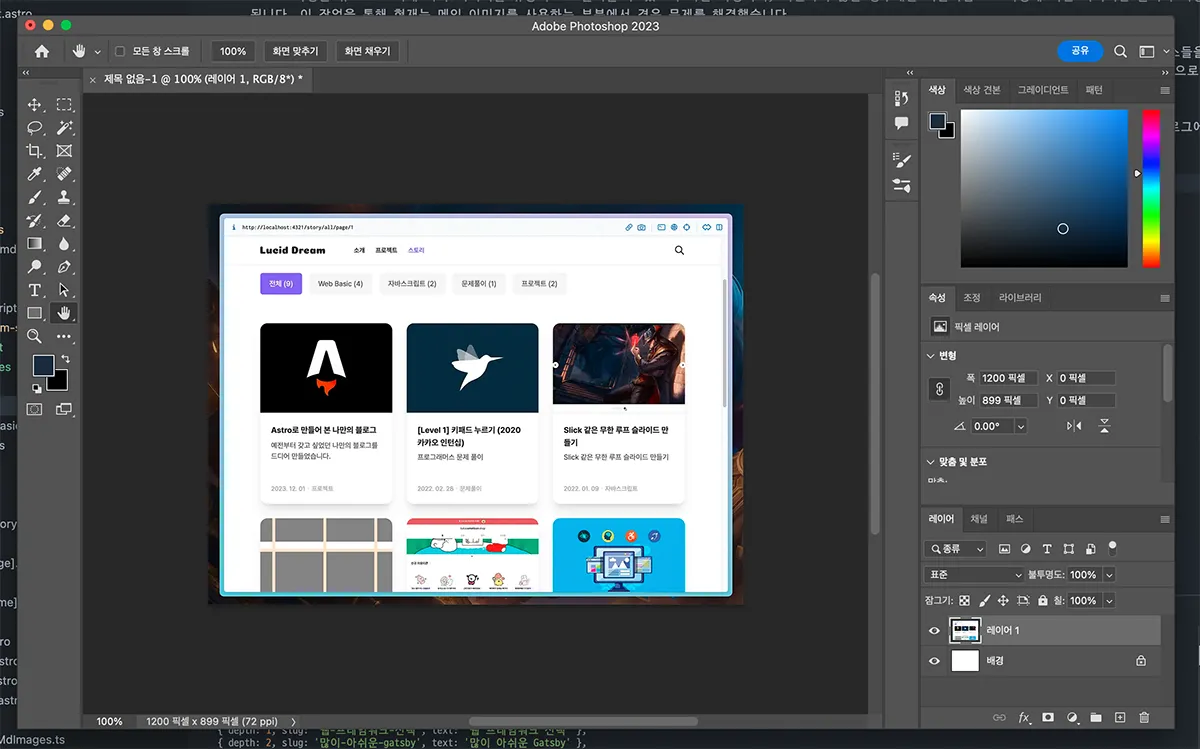 Adobe Photoshop 2023
모든 창 스크롤 100% 화면 맞추기 화면 채우기 공유
× 제목 없음-1 @ 100% (레이어 1, RGB/8*) *
http://localhost:4321/story/all/page/1
Lucid Dream 소개 프로젝트 스토리
전체 (9) Web Basic (4) 자바스크립트 (2) 문제풀이 (1) 프로젝트 (2)
Astro로 만들어 본 나만의 블로그
예전부터 갖고 싶었던 나만의 블로그를
드디어 만들었습니다.
2023. 12. 01 · 프로젝트
[Level 1] 키패드 누르기 (2020
카카오 인턴십)
프로그래머스 문제 풀이
2022. 02. 28 · 문제풀이
Slick 같은 무한 루프 슬라이드 만
들기
Slick 같은 무한 루프 슬라이드 만들기
2022. 01. 09 · 자바스크립트
100% 1200 픽셀 x 899 픽셀 (72 ppi)
색상 색상 견본 그레이디언트 패턴
속성 조정 라이브러리
픽셀 레이어
변형
폭 1200 픽셀 X 0 픽셀
높이 899 픽셀 Y 0 픽셀
0.00°
맞춤 및 분포
레이어 채널 패스
종류
표준 불투명도: 100%
잠그기: 칠: 100%
레이어 1
배경
fx
MdImages.ts
{ depth: 2, slug: '많이-아쉬운-gatsby', text: '많이 아쉬운 Gatsby' },